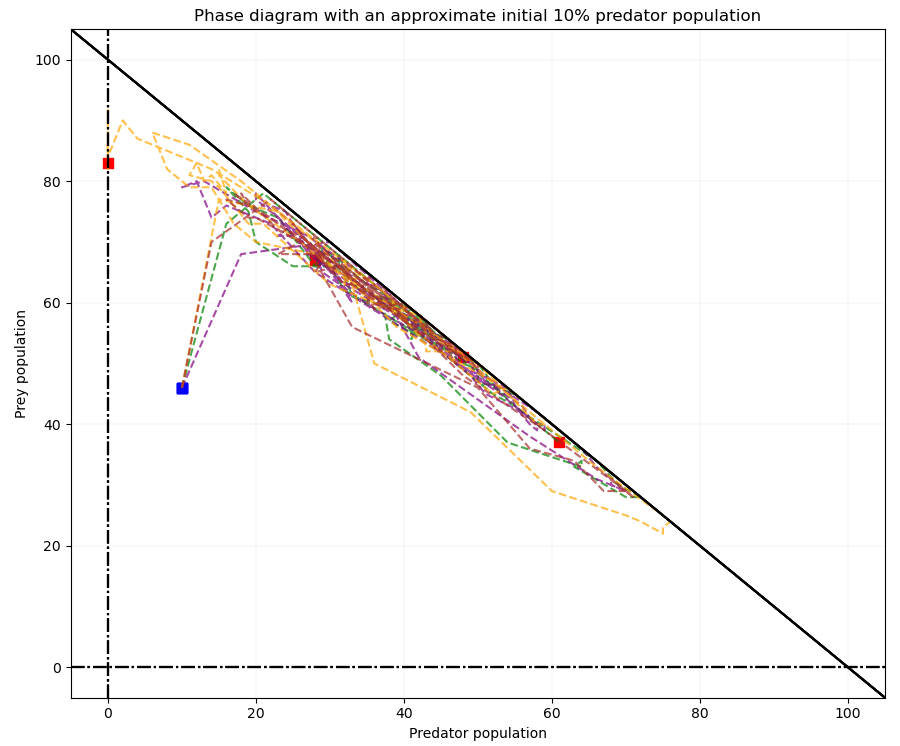 Phase diagram with an approximate initial 10% predator population
100
80
60
40
20
0
Prey population
0 20 40 60 80 100
Predator population